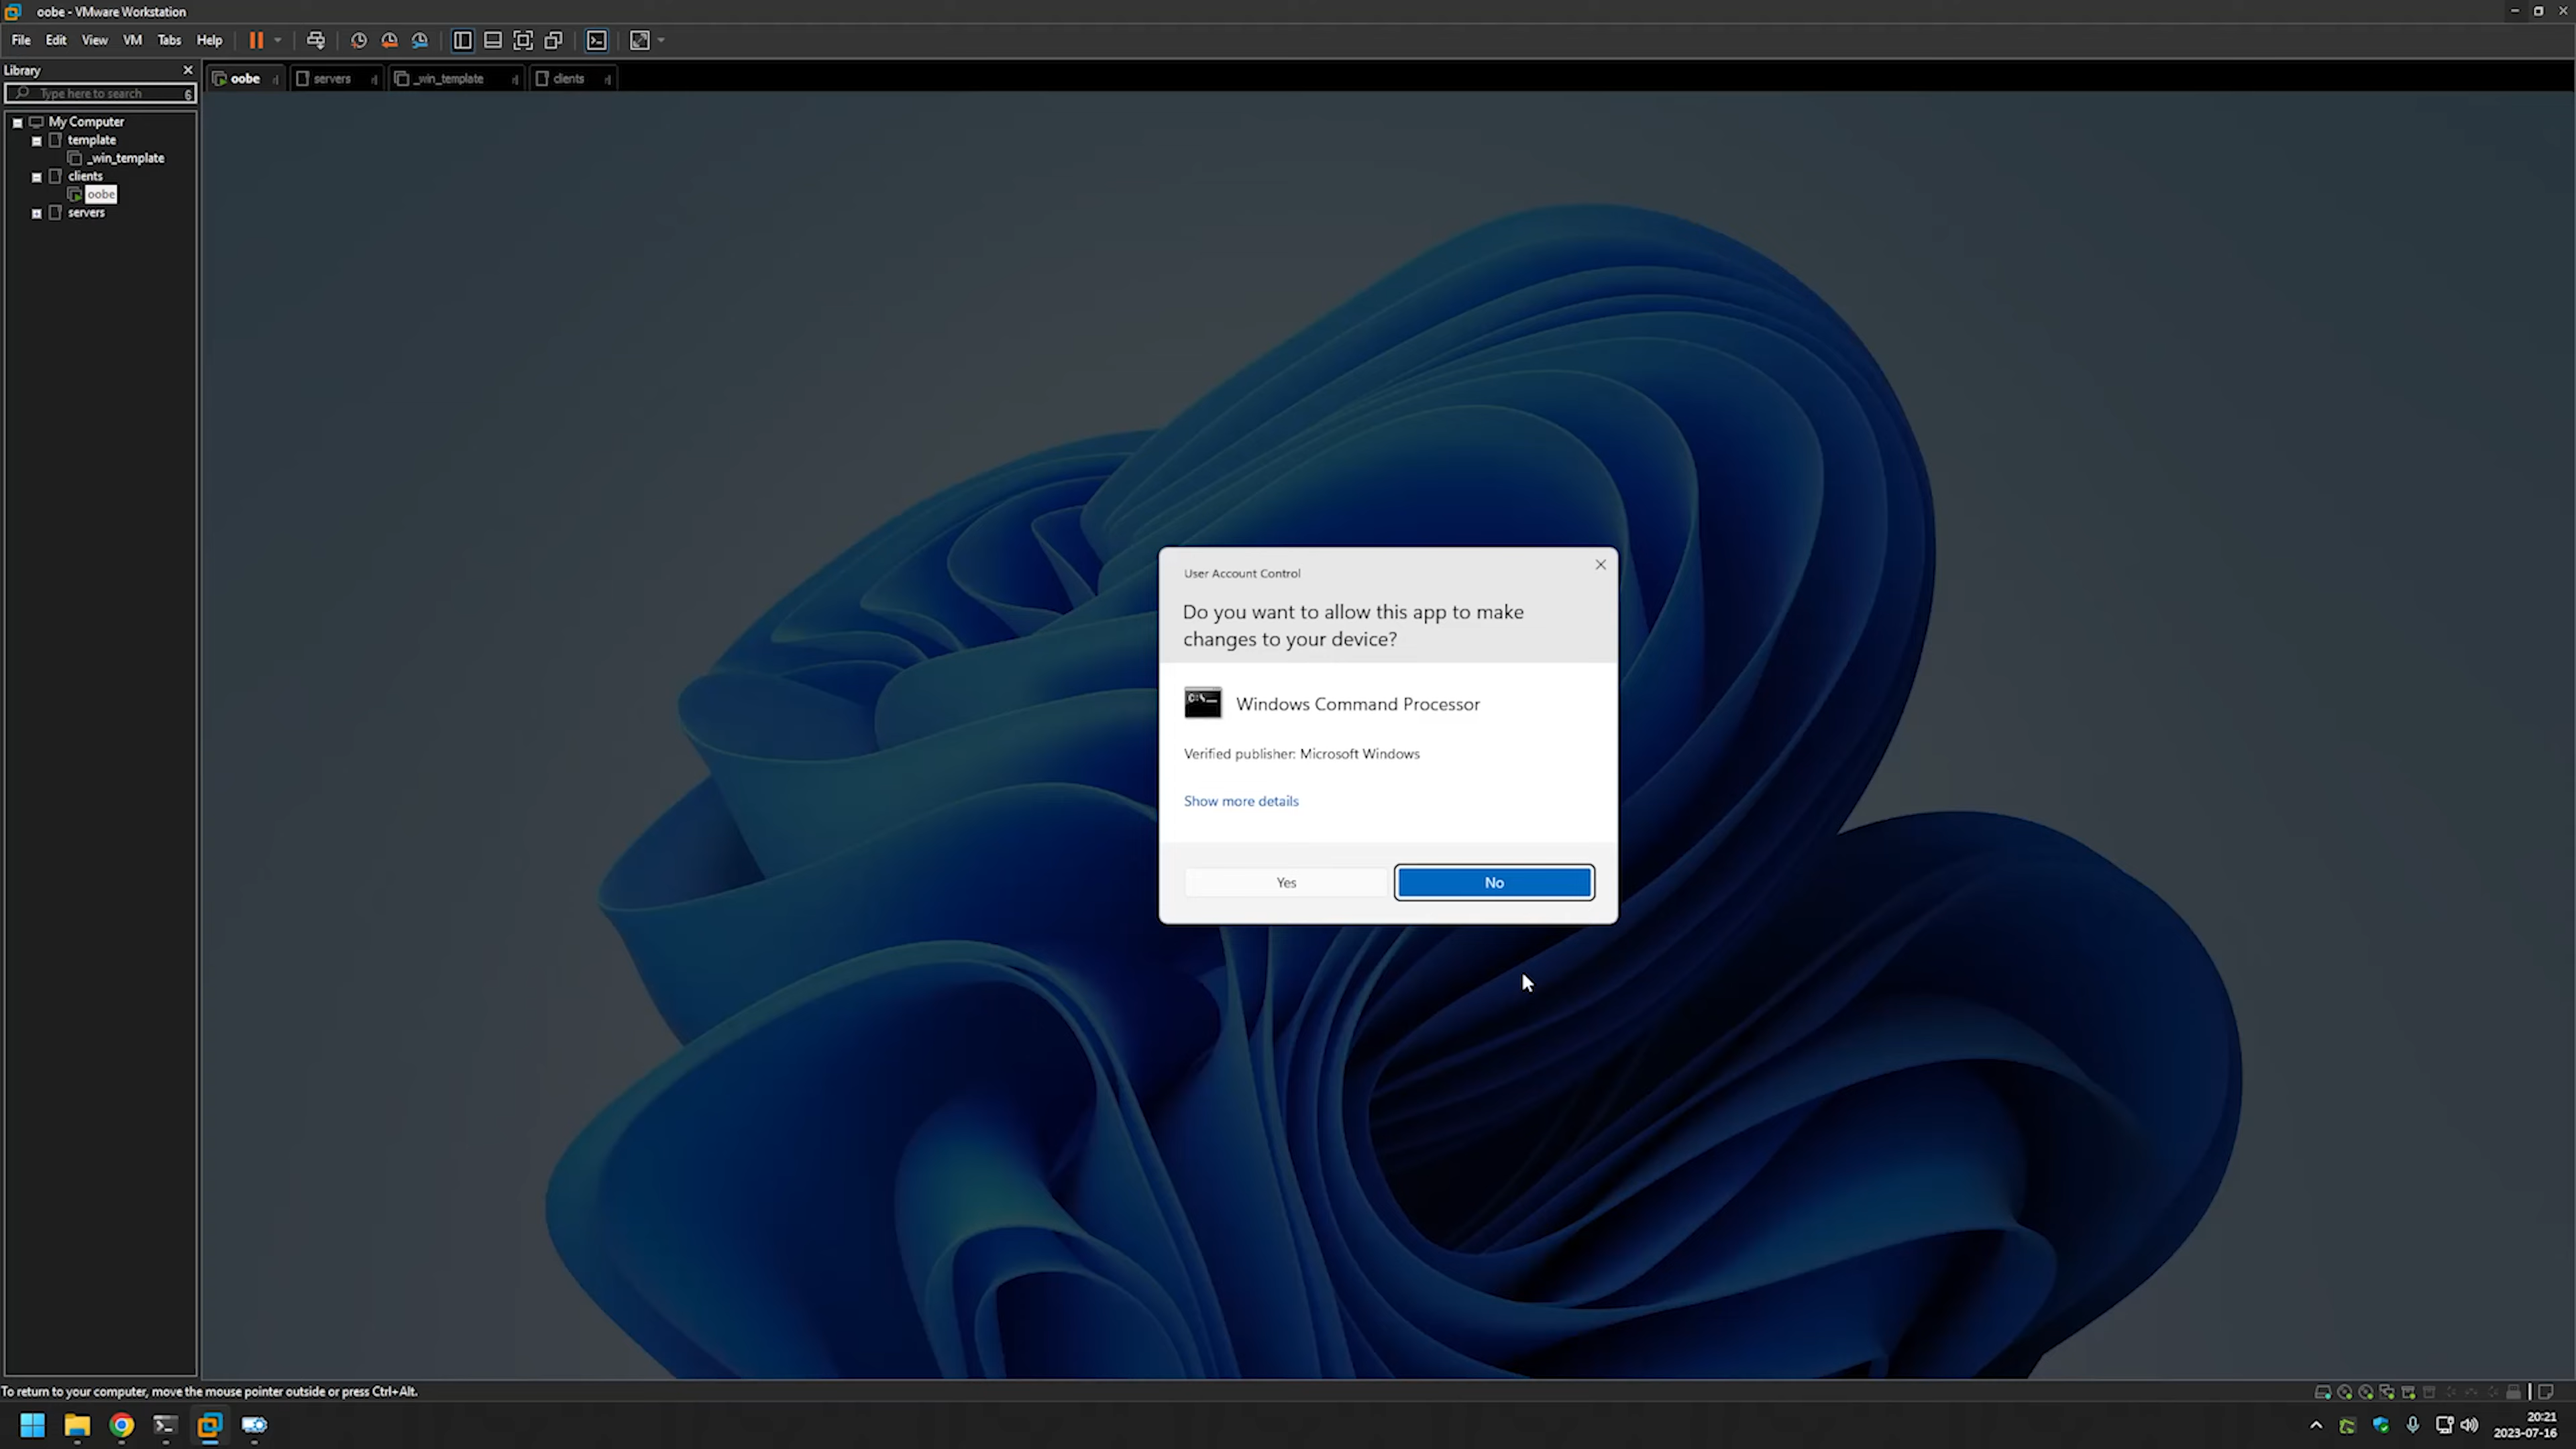 oobe - VMware Workstation
File Edit View VM Tabs Help
Library
Type here to search
My Computer
template
_win_template
clients
oobe
servers
oobe
servers
_win_template
clients
User Account Control
Do you want to allow this app to make
changes to your device?
C:\.
Windows Command Processor
Verified publisher: Microsoft Windows
Show more details
Yes
No
To return to your computer, move the mouse pointer outside or press Ctrl+Alt.
20:21
2023-07-16